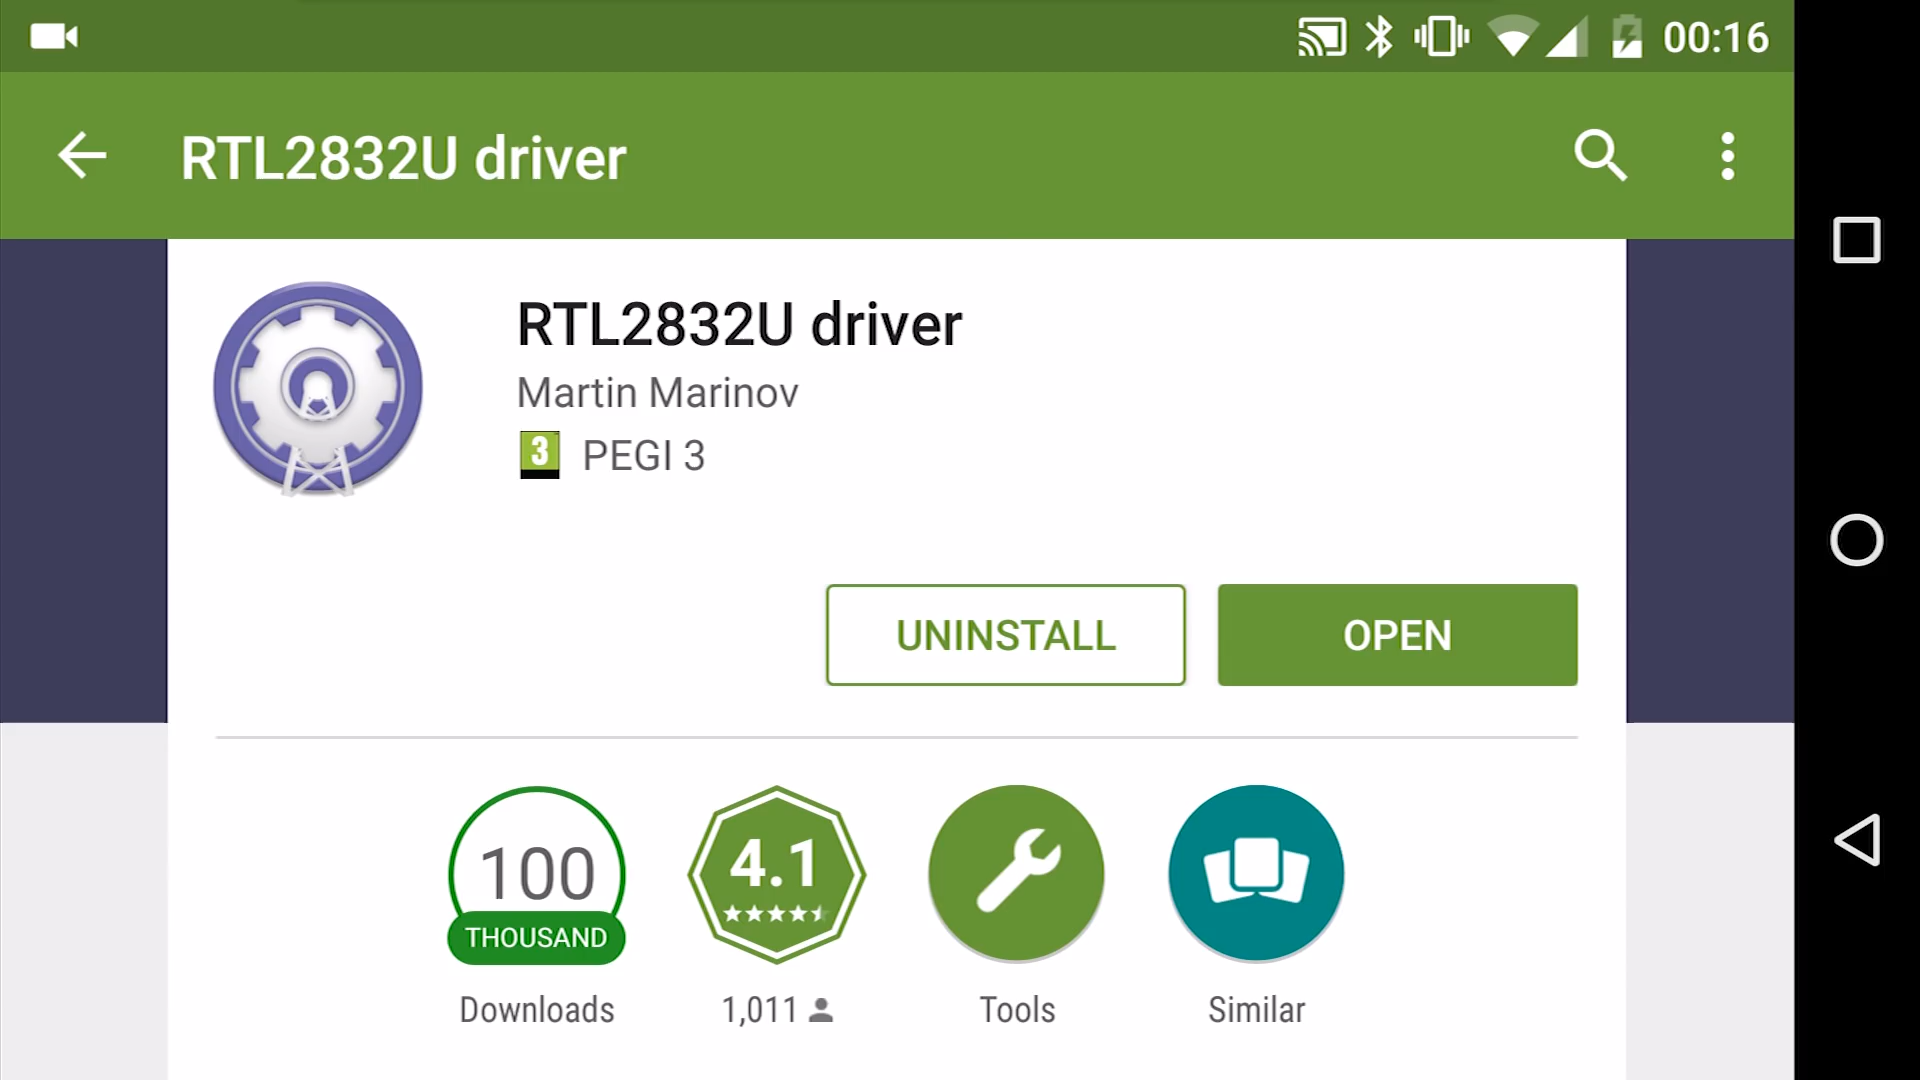 00:16
RTL2832U driver
RTL2832U driver
Martin Marinov
3 PEGI 3
UNINSTALL OPEN
100 4.1
THOUSAND
Downloads 1,011 Tools Similar